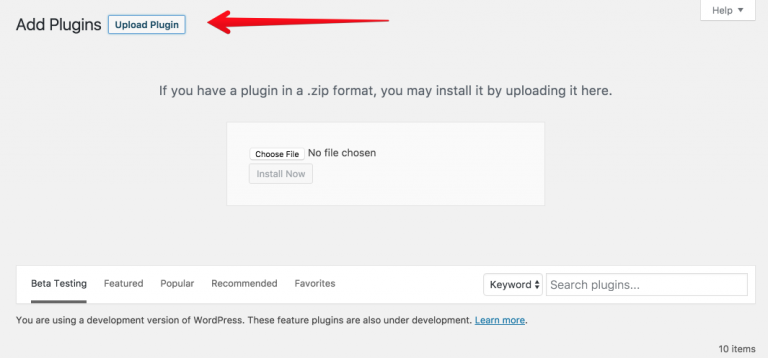 Help ▼
Add Plugins Upload Plugin
If you have a plugin in a .zip format, you may install it by uploading it here.
Choose File No file chosen
Install Now
Beta Testing Featured Popular Recommended Favorites Keyword Search plugins...
You are using a development version of WordPress. These feature plugins are also under development. Learn more.
10 items